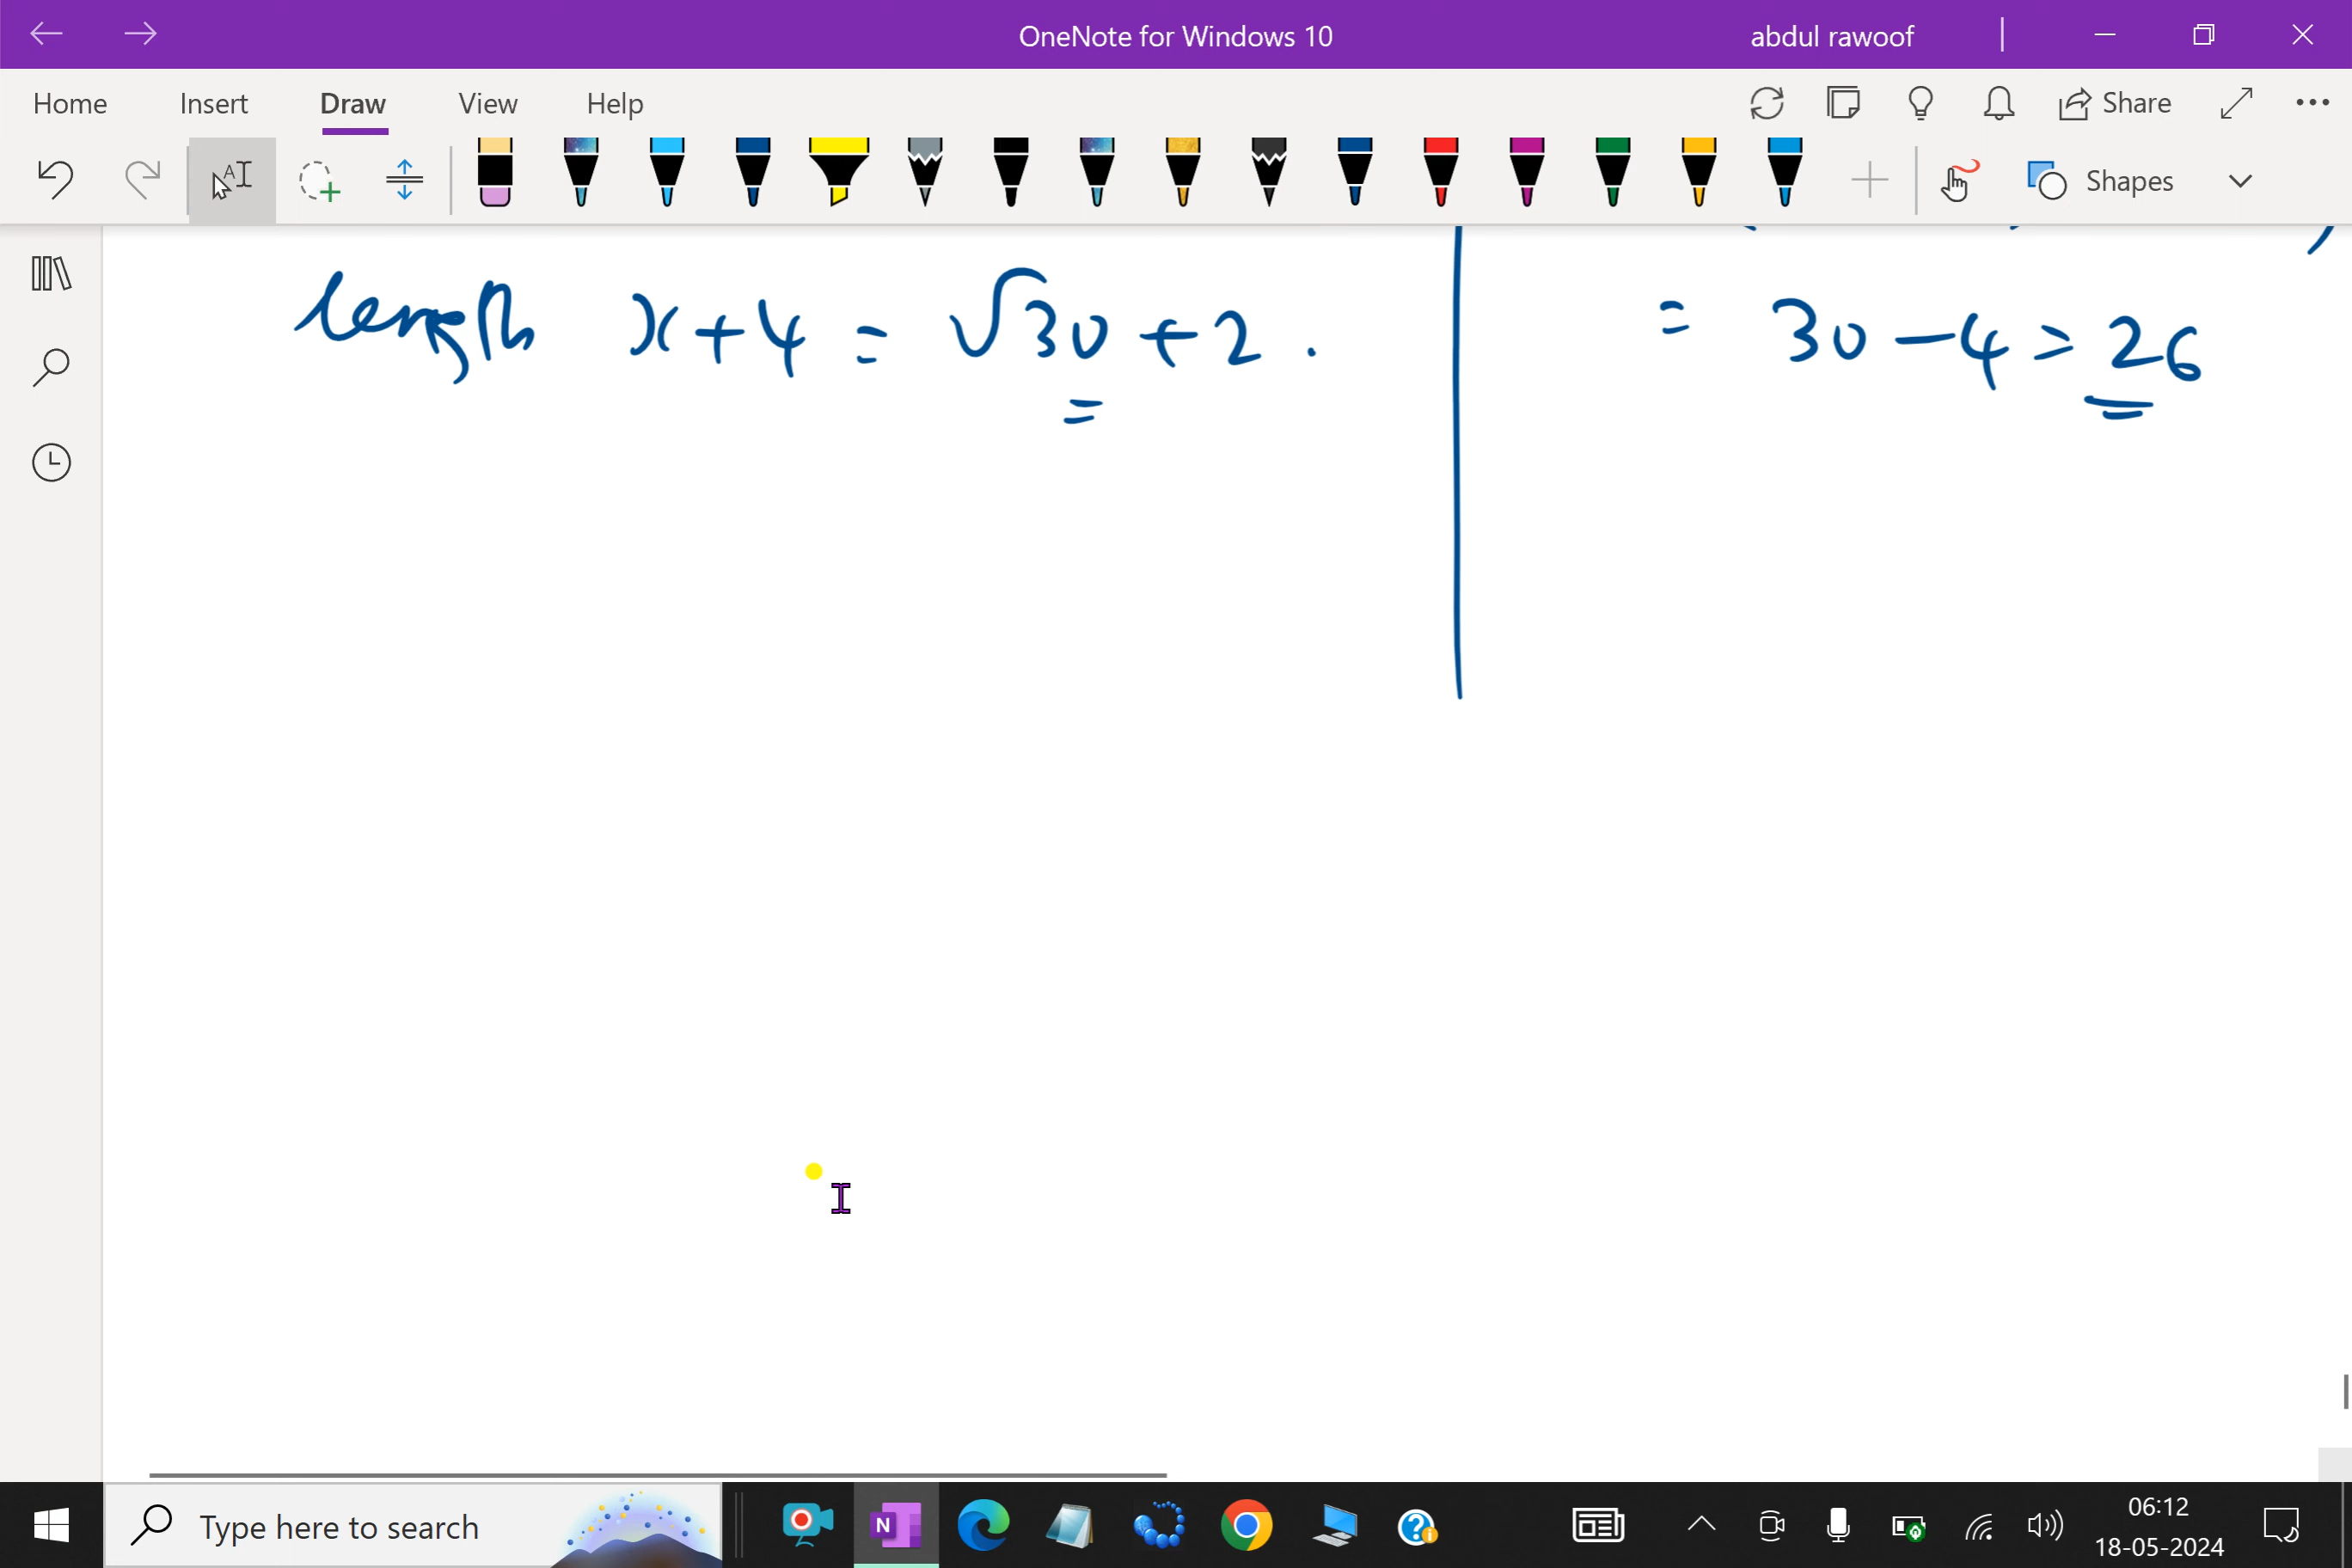 OneNote for Windows 10
abdul rawoof
Home Insert Draw View Help
Share
Shapes
length x+4 = √30 + 2 .
= 30 - 4 = 26
Type here to search
06:12
18-05-2024